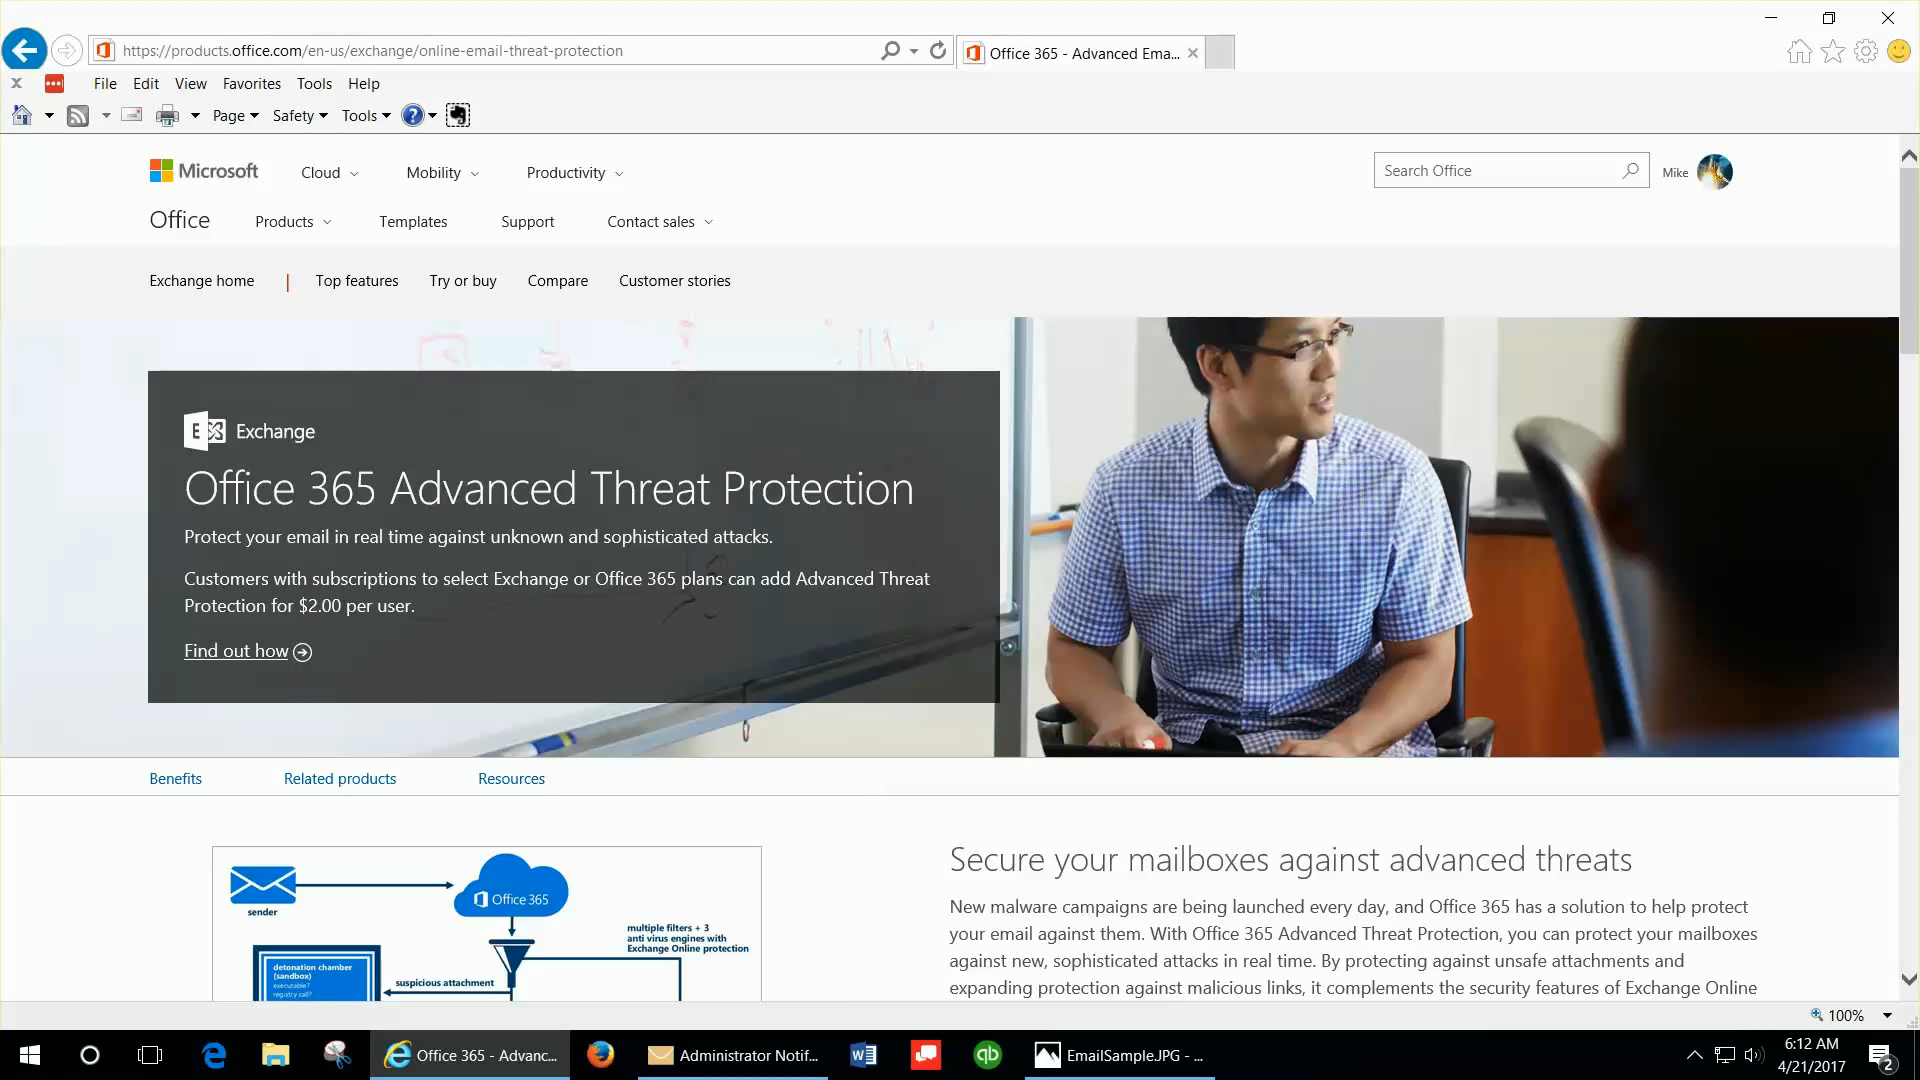 https://products.office.com/en-us/exchange/online-email-threat-protection
Office 365 - Advanced Ema...
File Edit View Favorites Tools Help
Page Safety Tools
Microsoft Cloud Mobility Productivity
Search Office
Mike
Office Products Templates Support Contact sales
Exchange home | Top features Try or buy Compare Customer stories
E Exchange
Office 365 Advanced Threat Protection
Protect your email in real time against unknown and sophisticated attacks.
Customers with subscriptions to select Exchange or Office 365 plans can add Advanced Threat
Protection for $2.00 per user.
Find out how
Benefits Related products Resources
sender
Office 365
multiple filters + 3
anti virus engines with
Exchange Online protection
detonation chamber
(sandbox)
executable?
registry call?
suspicious attachment
Secure your mailboxes against advanced threats
New malware campaigns are being launched every day, and Office 365 has a solution to help protect
your email against them. With Office 365 Advanced Threat Protection, you can protect your mailboxes
against new, sophisticated attacks in real time. By protecting against unsafe attachments and
expanding protection against malicious links, it complements the security features of Exchange Online
100%
Office 365 - Advanc...
Administrator Notif...
W
qb
EmailSample.JPG - ...
6:12 AM
4/21/2017
2